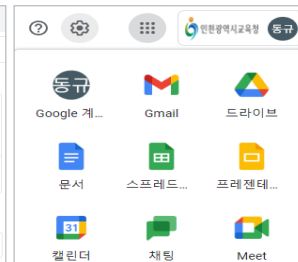 인천광역시교육청 동규
동규
Google 계... Gmail 드라이브
문서 스프레드... 프레젠테...
31
캘린더 채팅 Meet